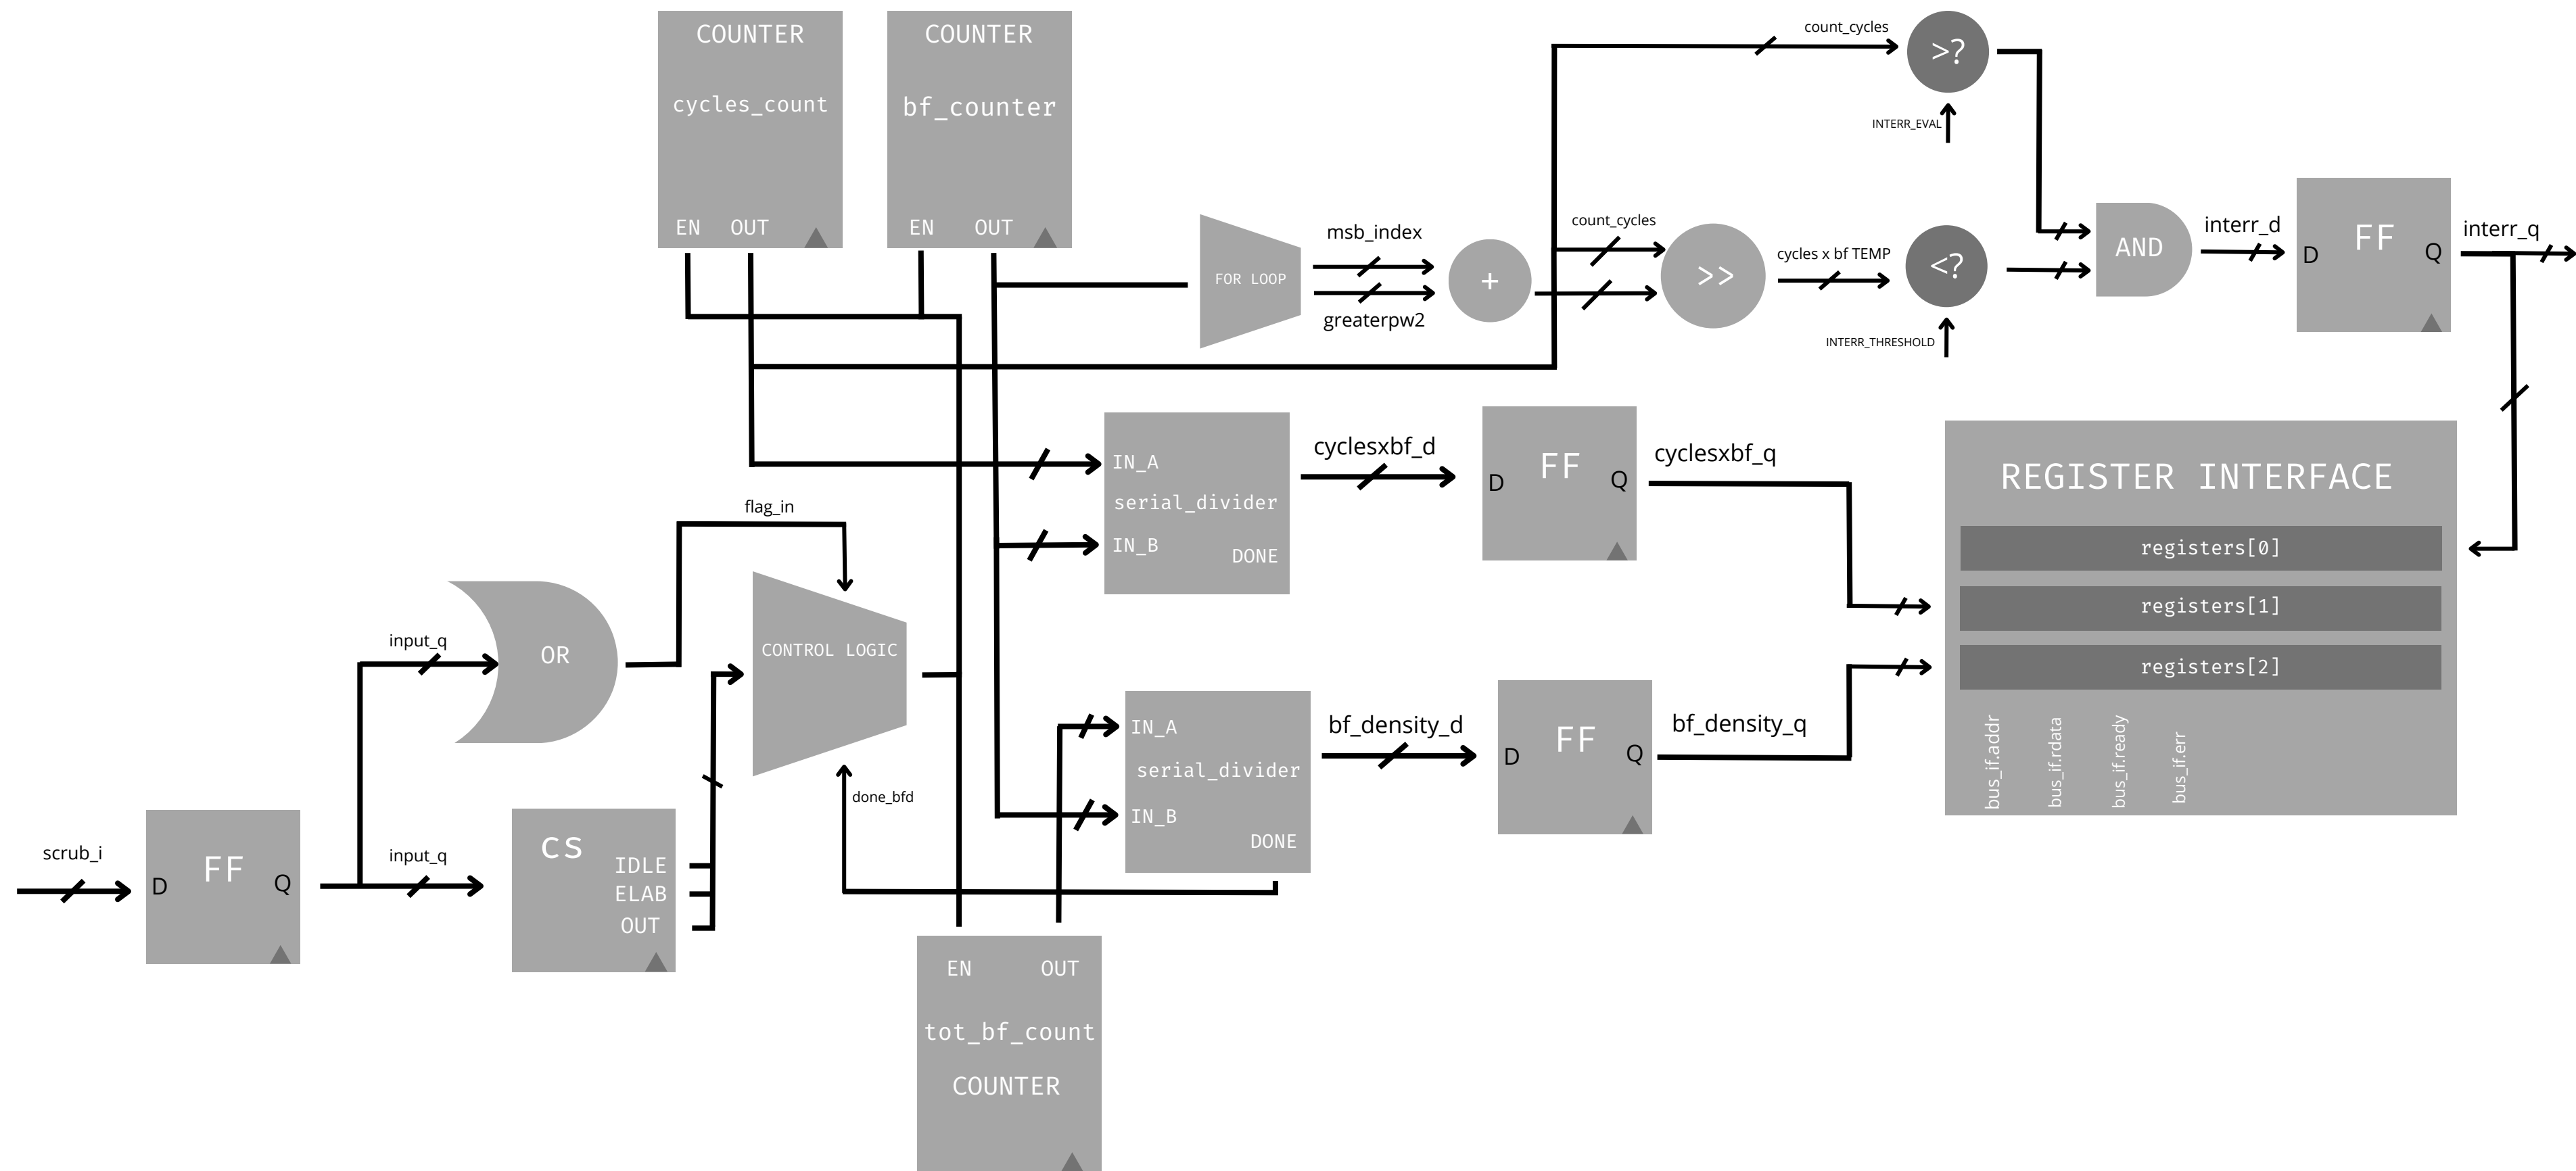 COUNTER
cycles_count
EN OUT
COUNTER
bf_counter
EN OUT
count_cycles
>?
INTERR_EVAL
FOR LOOP
msb_index
greaterpw2
+
count_cycles
>>
cycles x bf TEMP
<?
INTERR_THRESHOLD
AND
interr_d
FF
D Q
interr_q
IN_A
serial_divider
IN_B
DONE
cyclesxbf_d
FF
D Q
cyclesxbf_q
REGISTER INTERFACE
registers[0]
registers[1]
registers[2]
bus_if.addr
bus_if.rdata
bus_if.ready
bus_if.err
flag_in
input_q
OR
CONTROL LOGIC
done_bfd
IN_A
serial_divider
IN_B
DONE
bf_density_d
FF
D Q
bf_density_q
scrub_i
FF
D Q
input_q
cs
IDLE
ELAB
OUT
EN OUT
tot_bf_count
COUNTER